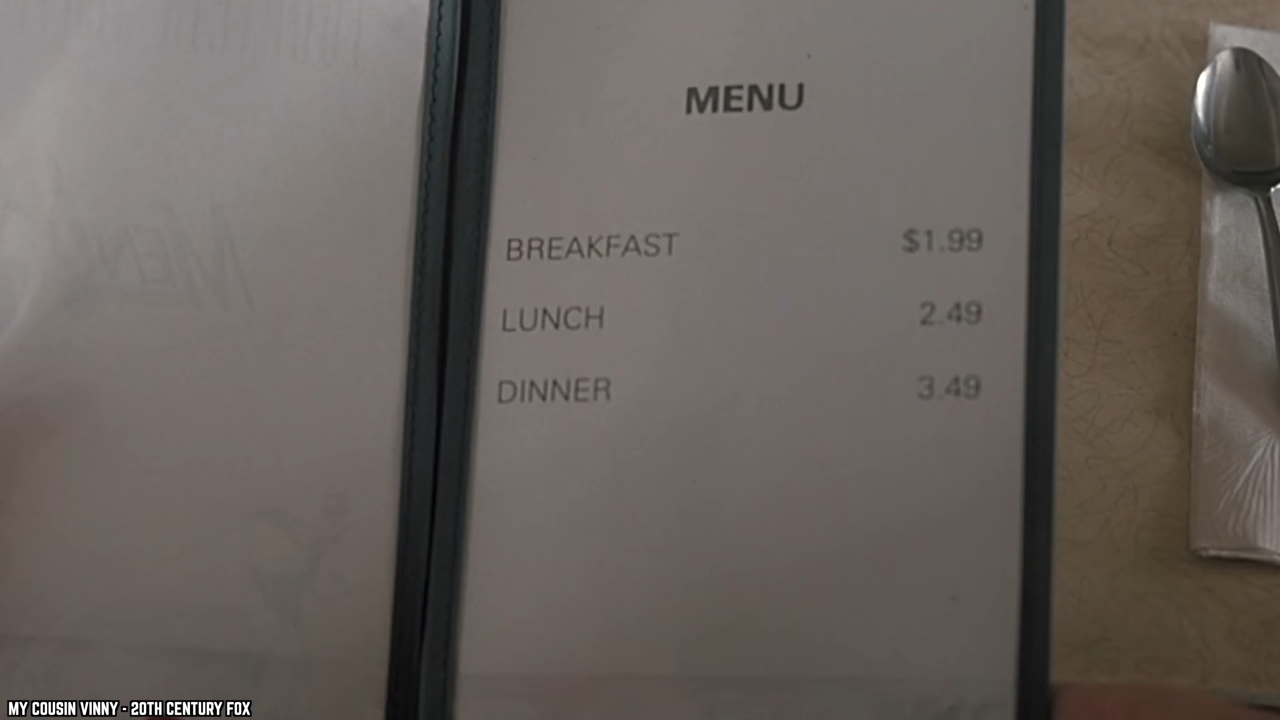 MENU
BREAKFAST $1.99
LUNCH 2.49
DINNER 3.49
MY COUSIN VINNY - 20TH CENTURY FOX